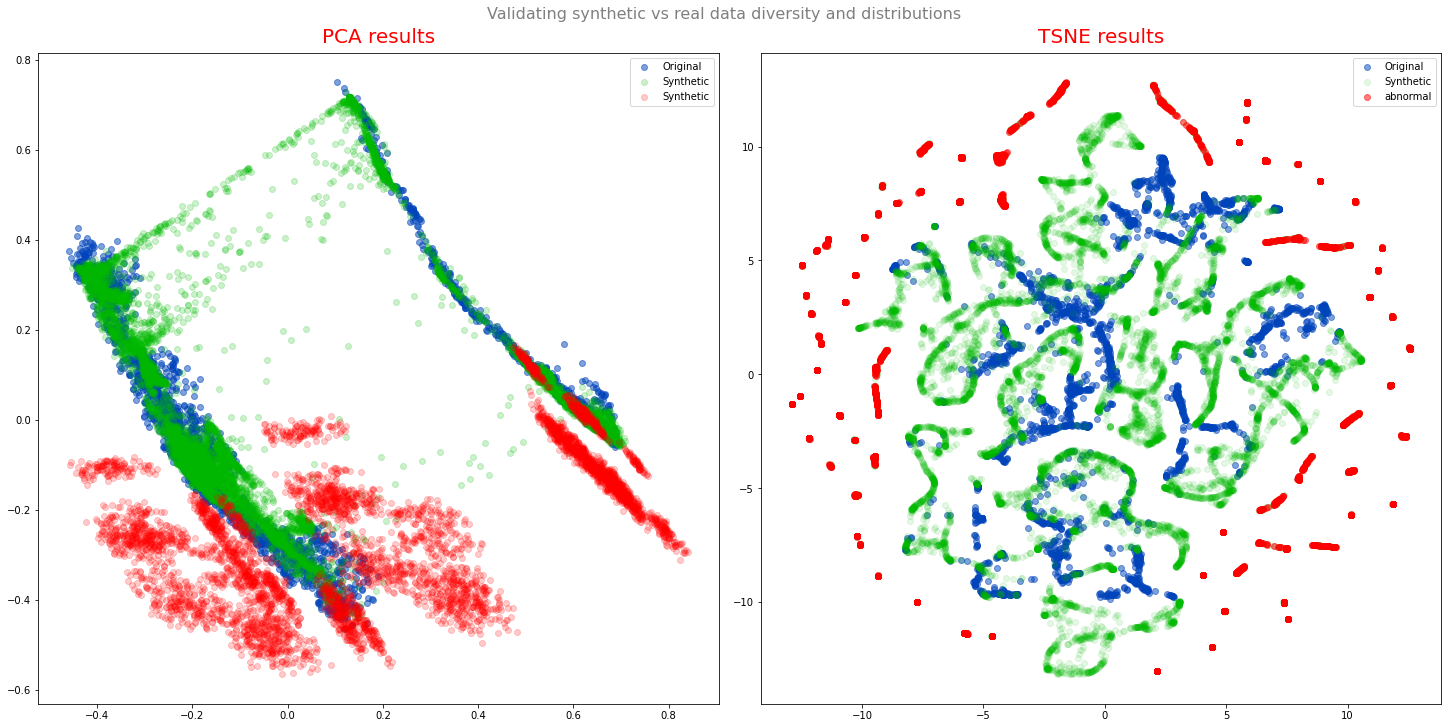 Validating synthetic vs real data diversity and distributions
PCA results
TSNE results
Original
Synthetic
Synthetic
Original
Synthetic
abnormal
0.8
0.6
0.4
0.2
0.0
−0.2
−0.4
−0.6
−0.4
−0.2
0.0
0.2
0.4
0.6
0.8
10
5
0
−5
−10
−10
−5
0
5
10